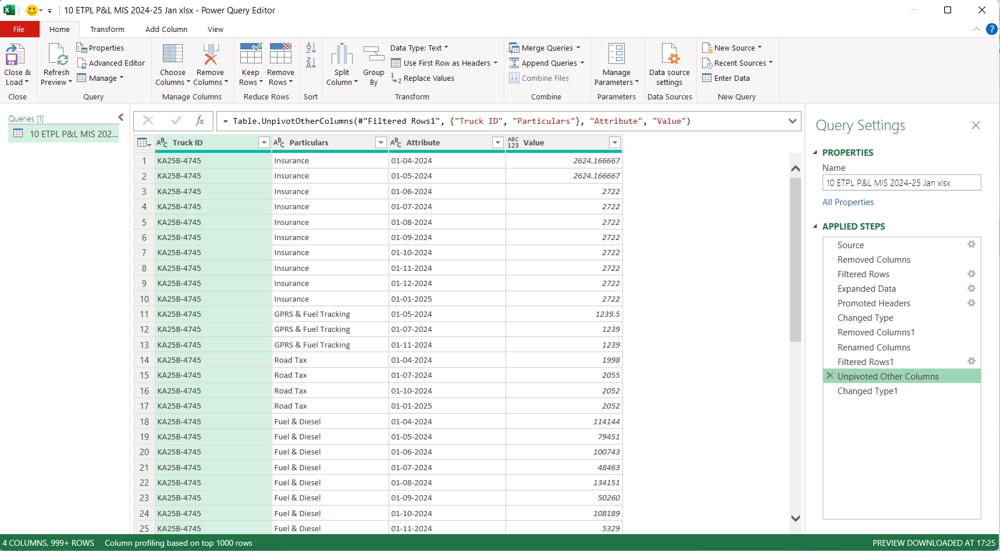 10 ETPL P&L MIS 2024-25 Jan xlsx - Power Query Editor
File Home Transform Add Column View
Close & Load
Close
Refresh Preview
Properties
Advanced Editor
Manage
Query
Choose Columns
Remove Columns
Manage Columns
Keep Rows
Remove Rows
Reduce Rows
Sort
Split Column
Group By
Data Type: Text
Use First Row as Headers
Replace Values
Transform
Merge Queries
Append Queries
Combine Files
Combine
Manage Parameters
Parameters
Data source settings
Data Sources
New Source
Recent Sources
Enter Data
New Query
Queries [1]
10 ETPL P&L MIS 202...
fx = Table.UnpivotOtherColumns(#"Filtered Rows1", {"Truck ID", "Particulars"}, "Attribute", "Value")
ABC Truck ID ABC Particulars ABC Attribute ABC 123 Value
1 KA25B-4745 Insurance 01-04-2024 2624.166667
2 KA25B-4745 Insurance 01-05-2024 2624.166667
3 KA25B-4745 Insurance 01-06-2024 2722
4 KA25B-4745 Insurance 01-07-2024 2722
5 KA25B-4745 Insurance 01-08-2024 2722
6 KA25B-4745 Insurance 01-09-2024 2722
7 KA25B-4745 Insurance 01-10-2024 2722
8 KA25B-4745 Insurance 01-11-2024 2722
9 KA25B-4745 Insurance 01-12-2024 2722
10 KA25B-4745 Insurance 01-01-2025 2722
11 KA25B-4745 GPRS & Fuel Tracking 01-05-2024 1239.5
12 KA25B-4745 GPRS & Fuel Tracking 01-07-2024 1239
13 KA25B-4745 GPRS & Fuel Tracking 01-11-2024 1239
14 KA25B-4745 Road Tax 01-04-2024 1998
15 KA25B-4745 Road Tax 01-07-2024 2055
16 KA25B-4745 Road Tax 01-10-2024 2052
17 KA25B-4745 Road Tax 01-01-2025 2052
18 KA25B-4745 Fuel & Diesel 01-04-2024 114144
19 KA25B-4745 Fuel & Diesel 01-05-2024 79451
20 KA25B-4745 Fuel & Diesel 01-06-2024 100743
21 KA25B-4745 Fuel & Diesel 01-07-2024 48463
22 KA25B-4745 Fuel & Diesel 01-08-2024 134151
23 KA25B-4745 Fuel & Diesel 01-09-2024 50260
24 KA25B-4745 Fuel & Diesel 01-10-2024 108189
25 KA25B-4745 Fuel & Diesel 01-11-2024 5329
Query Settings
PROPERTIES
Name
10 ETPL P&L MIS 2024-25 Jan xlsx
All Properties
APPLIED STEPS
Source
Removed Columns
Filtered Rows
Expanded Data
Promoted Headers
Changed Type
Removed Columns1
Renamed Columns
Filtered Rows1
Unpivoted Other Columns
Changed Type1
4 COLUMNS, 999+ ROWS Column profiling based on top 1000 rows
PREVIEW DOWNLOADED AT 17:25